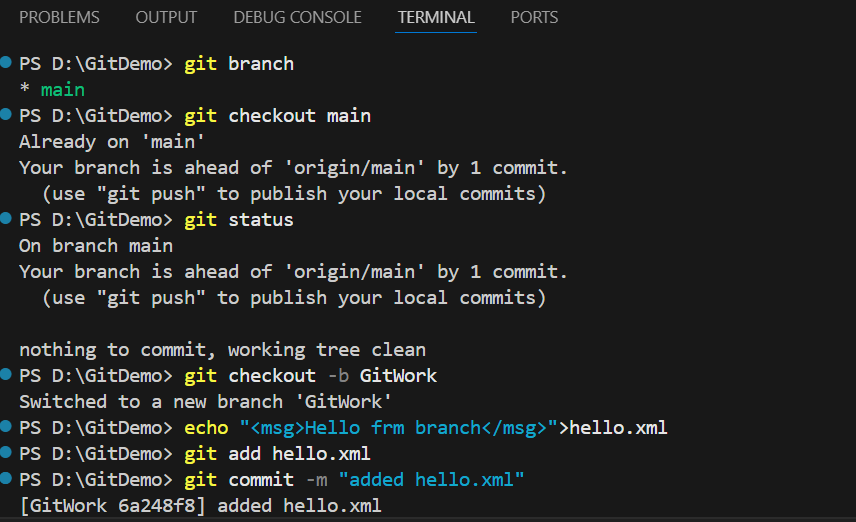 PROBLEMS OUTPUT DEBUG CONSOLE TERMINAL PORTS
PS D:\GitDemo> git branch
* main
PS D:\GitDemo> git checkout main
Already on 'main'
Your branch is ahead of 'origin/main' by 1 commit.
  (use "git push" to publish your local commits)
PS D:\GitDemo> git status
On branch main
Your branch is ahead of 'origin/main' by 1 commit.
  (use "git push" to publish your local commits)

nothing to commit, working tree clean
PS D:\GitDemo> git checkout -b GitWork
Switched to a new branch 'GitWork'
PS D:\GitDemo> echo "<msg>Hello frm branch</msg>">hello.xml
PS D:\GitDemo> git add hello.xml
PS D:\GitDemo> git commit -m "added hello.xml"
[GitWork 6a248f8] added hello.xml